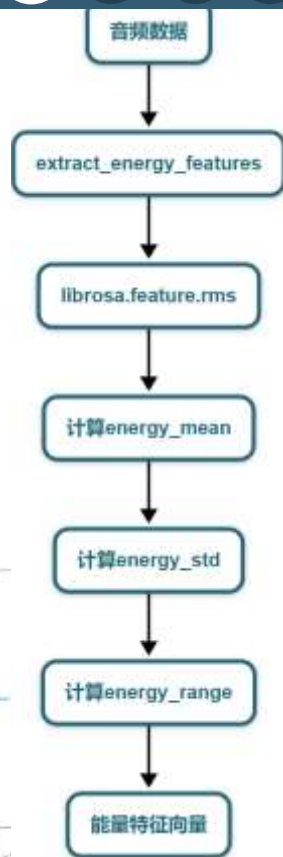 音频数据
extract_energy_features
librosa.feature.rms
计算energy_mean
计算energy_std
计算energy_range
能量特征向量